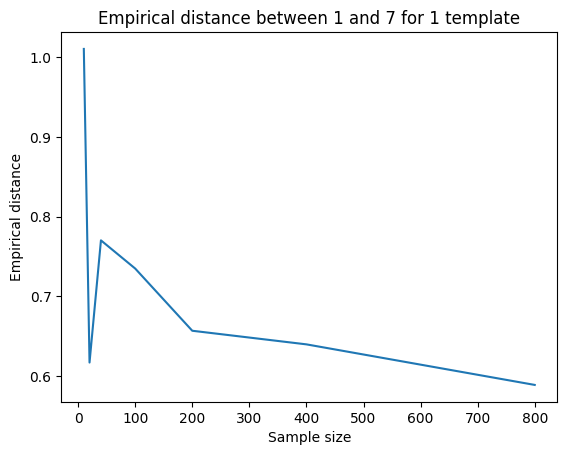 Empirical distance between 1 and 7 for 1 template
1.0
0.9
0.8
0.7
0.6
Empirical distance
0 100 200 300 400 500 600 700 800
Sample size